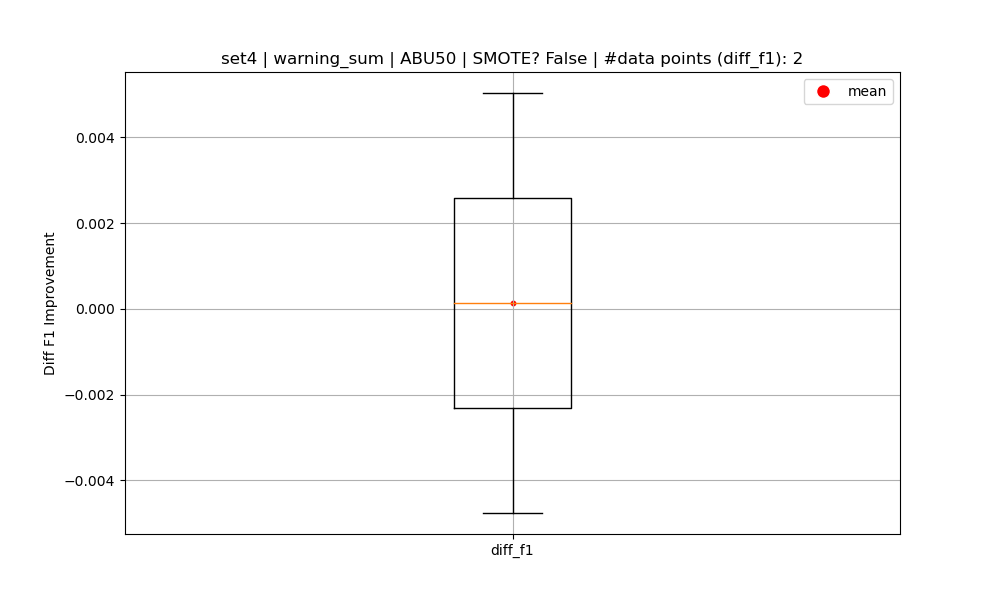 set4 | warning_sum | ABU50 | SMOTE? False | #data points (diff_f1): 2
mean
0.004
0.002
0.000
−0.002
−0.004
Diff F1 Improvement
diff_f1